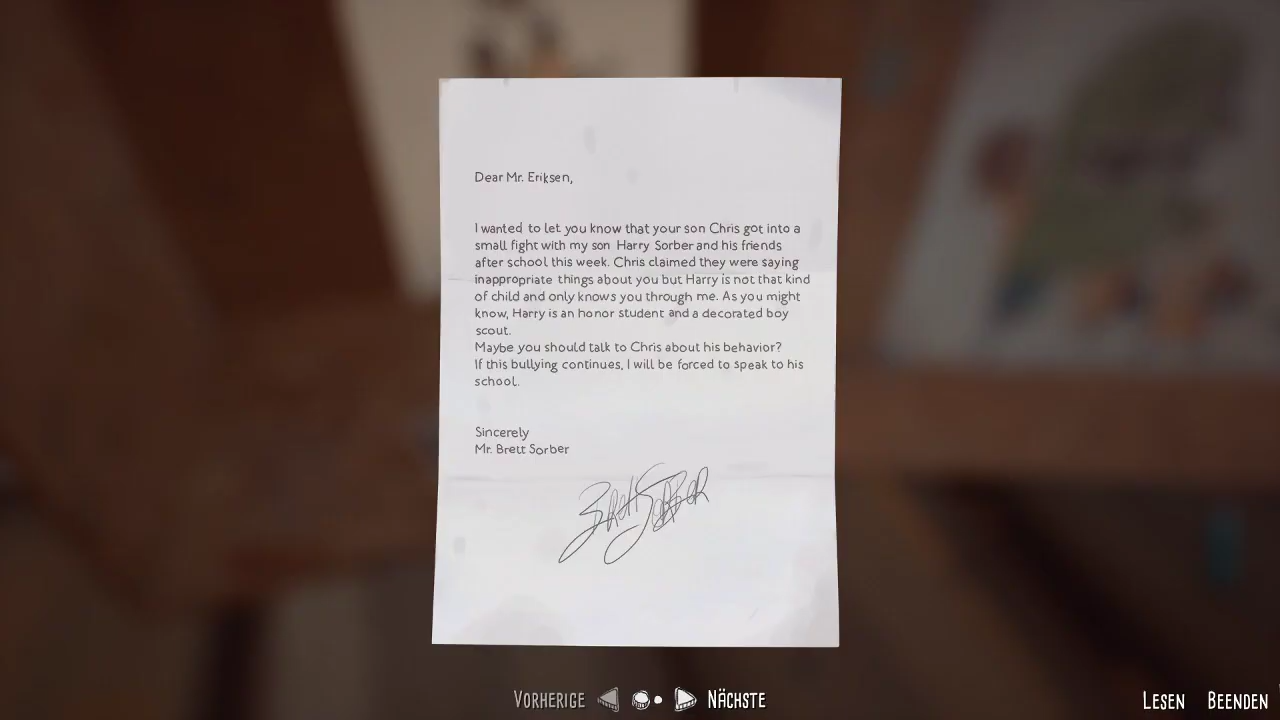 Dear Mr. Eriksen,
I wanted to let you know that your son Chris got into a
small fight with my son Harry Sorber and his friends
after school this week. Chris claimed they were saying
inappropriate things about you but Harry is not that kind
of child and only knows you through me. As you might
know, Harry is an honor student and a decorated boy
scout.
Maybe you should talk to Chris about his behavior?
If this bullying continues, I will be forced to speak to his
school.
Sincerely
Mr. Brett Sorber
Brett Sorber
VORHERIGE NÄCHSTE
LESEN BEENDEN